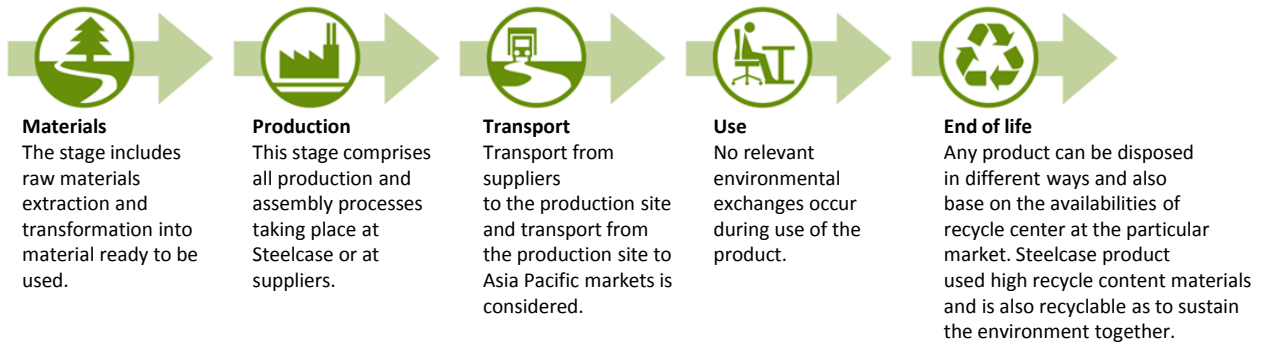 Materials
The stage includes
raw materials
extraction and
transformation into
material ready to be
used.
Production
This stage comprises
all production and
assembly processes
taking place at
Steelcase or at
suppliers.
Transport
Transport from
suppliers
to the production site
and transport from
the production site to
Asia Pacific markets is
considered.
Use
No relevant
environmental
exchanges occur
during use of the
product.
End of life
Any product can be disposed
in different ways and also
base on the availabilities of
recycle center at the particular
market. Steelcase product
used high recycle content materials
and is also recyclable as to sustain
the environment together.